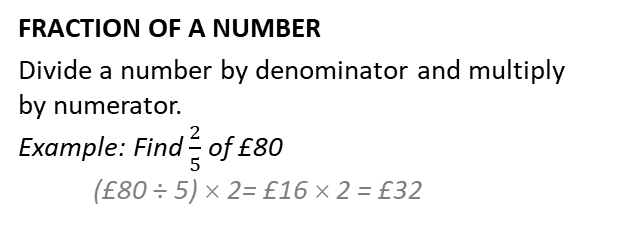 FRACTION OF A NUMBER
Divide a number by denominator and multiply
by numerator.
Example: Find 2/5 of £80
(£80 ÷ 5) × 2= £16 × 2 = £32